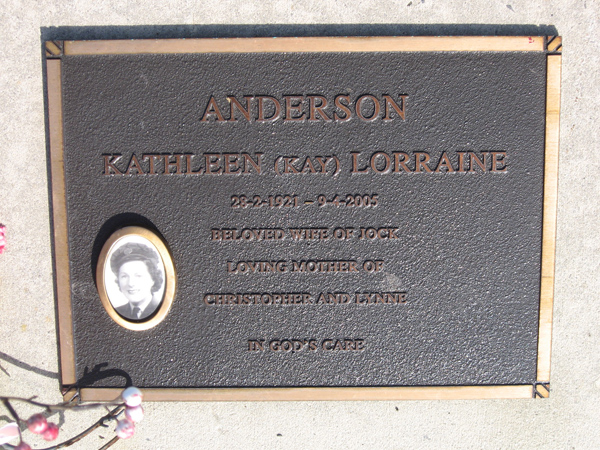 ANDERSON
KATHLEEN (KAY) LORRAINE
28-2-1921 – 9-4-2005
BELOVED WIFE OF JOCK
LOVING MOTHER OF
CHRISTOPHER AND LYNNE
IN GOD'S CARE